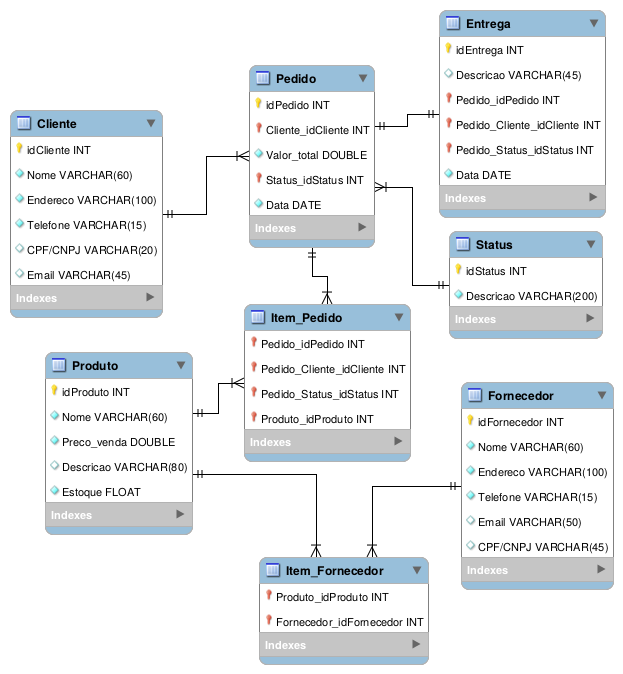 Cliente
idCliente INT
Nome VARCHAR(60)
Endereco VARCHAR(100)
Telefone VARCHAR(15)
CPF/CNPJ VARCHAR(20)
Email VARCHAR(45)
Indexes
Pedido
idPedido INT
Cliente_idCliente INT
Valor_total DOUBLE
Status_idStatus INT
Data DATE
Indexes
Entrega
idEntrega INT
Descricao VARCHAR(45)
Pedido_idPedido INT
Pedido_Cliente_idCliente INT
Pedido_Status_idStatus INT
Data DATE
Indexes
Status
idStatus INT
Descricao VARCHAR(200)
Indexes
Item_Pedido
Pedido_idPedido INT
Pedido_Cliente_idCliente INT
Pedido_Status_idStatus INT
Produto_idProduto INT
Indexes
Produto
idProduto INT
Nome VARCHAR(60)
Preco_venda DOUBLE
Descricao VARCHAR(80)
Estoque FLOAT
Indexes
Fornecedor
idFornecedor INT
Nome VARCHAR(60)
Endereco VARCHAR(100)
Telefone VARCHAR(15)
Email VARCHAR(50)
CPF/CNPJ VARCHAR(45)
Indexes
Item_Fornecedor
Produto_idProduto INT
Fornecedor_idFornecedor INT
Indexes